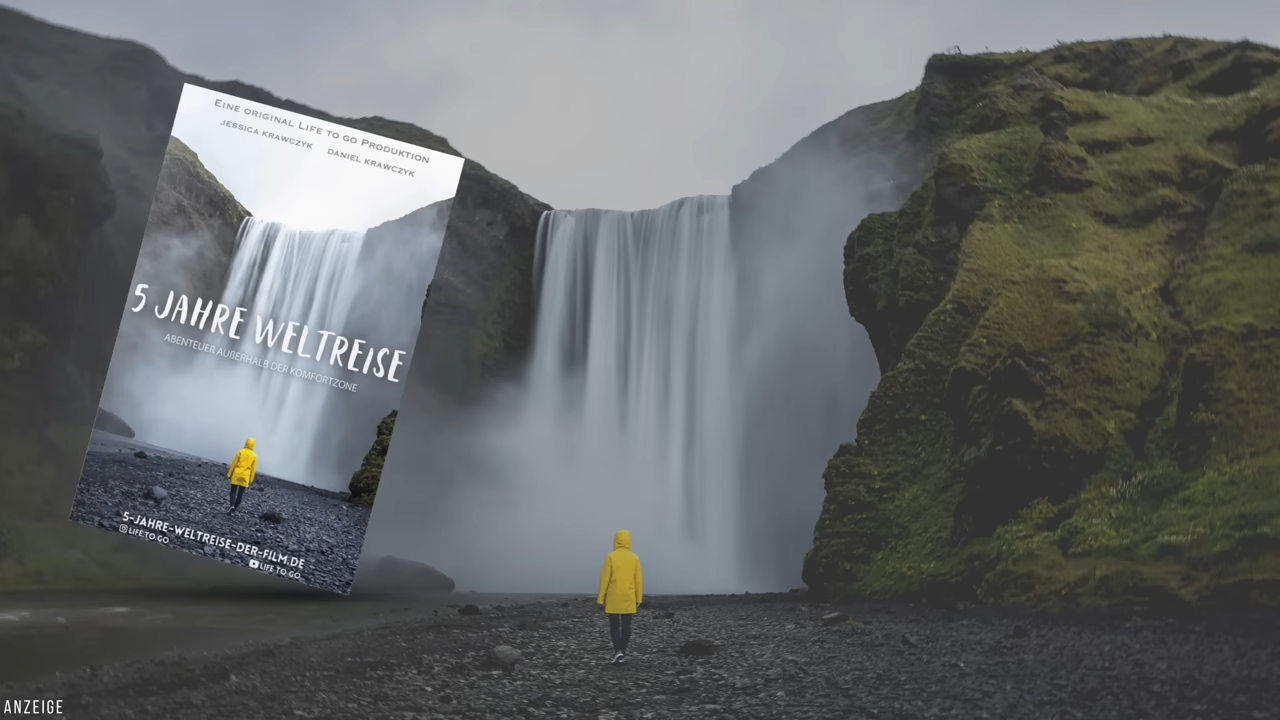 EINE ORIGINAL LIFE TO GO PRODUKTION
JESSICA KRAWCZYK DANIEL KRAWCZYK
5 JAHRE WELTREISE
ABENTEUER AUßERHALB DER KOMFORTZONE
5-JAHRE-WELTREISE-DER-FILM.DE
LIFE.TO.GO
LIFE TO GO
ANZEIGE